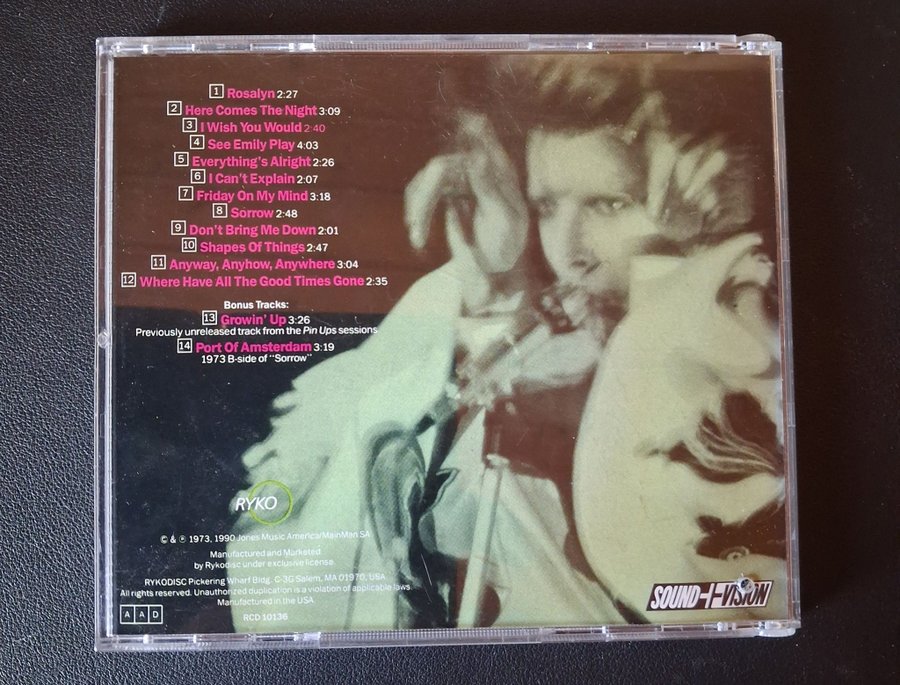 1 Rosalyn 2:27
2 Here Comes The Night 3:09
3 I Wish You Would 2:40
4 See Emily Play 4:03
5 Everything's Alright 2:26
6 I Can't Explain 2:07
7 Friday On My Mind 3:18
8 Sorrow 2:48
9 Don't Bring Me Down 2:01
10 Shapes Of Things 2:47
11 Anyway, Anyhow, Anywhere 3:04
12 Where Have All The Good Times Gone 2:35
Bonus Tracks:
13 Growin' Up 3:26
Previously unreleased track from the Pin Ups sessions
14 Port Of Amsterdam 3:19
1973 B-side of "Sorrow"
RYKO
© & ℗ 1973, 1990 Jones Music America/MainMan SA
Manufactured and Marketed
by Rykodisc under exclusive license.
RYKODISC Pickering Wharf Bldg. C-3G Salem, MA 01970, USA
All rights reserved. Unauthorized duplication is a violation of applicable laws
Manufactured in the USA
A A D
RCD 10136
SOUND+VISION